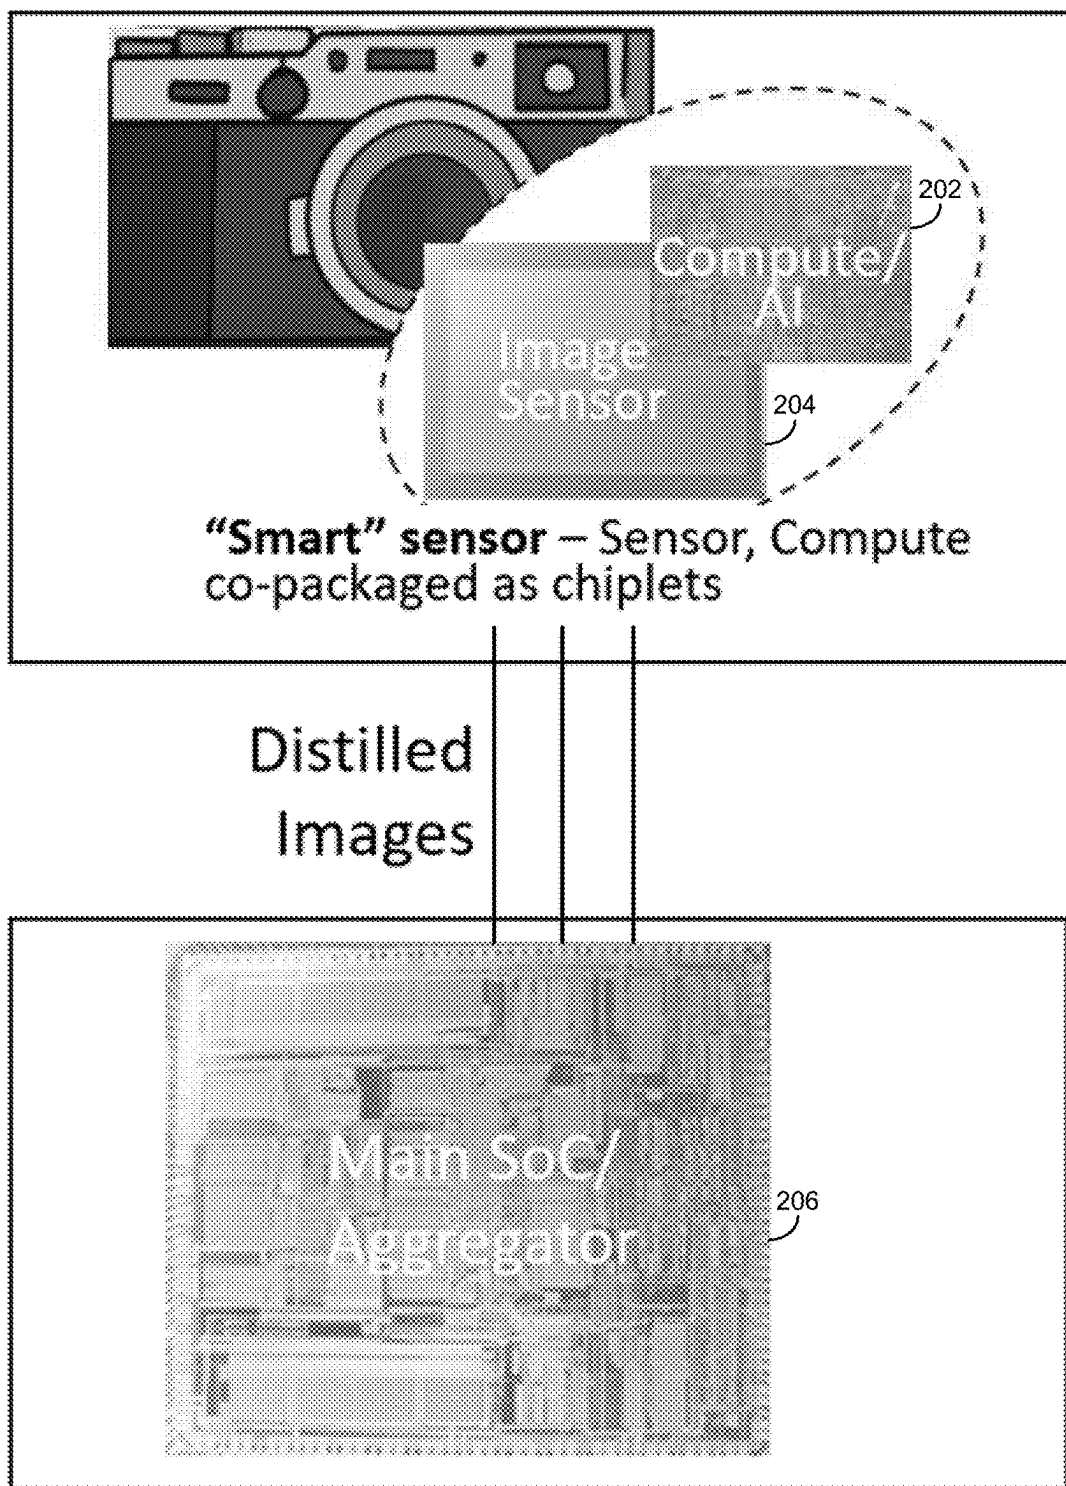 202
Compute/
AI
Image
Sensor
204
“Smart” sensor – Sensor, Compute
co-packaged as chiplets
Distilled
Images
Main SoC/
Aggregator
206